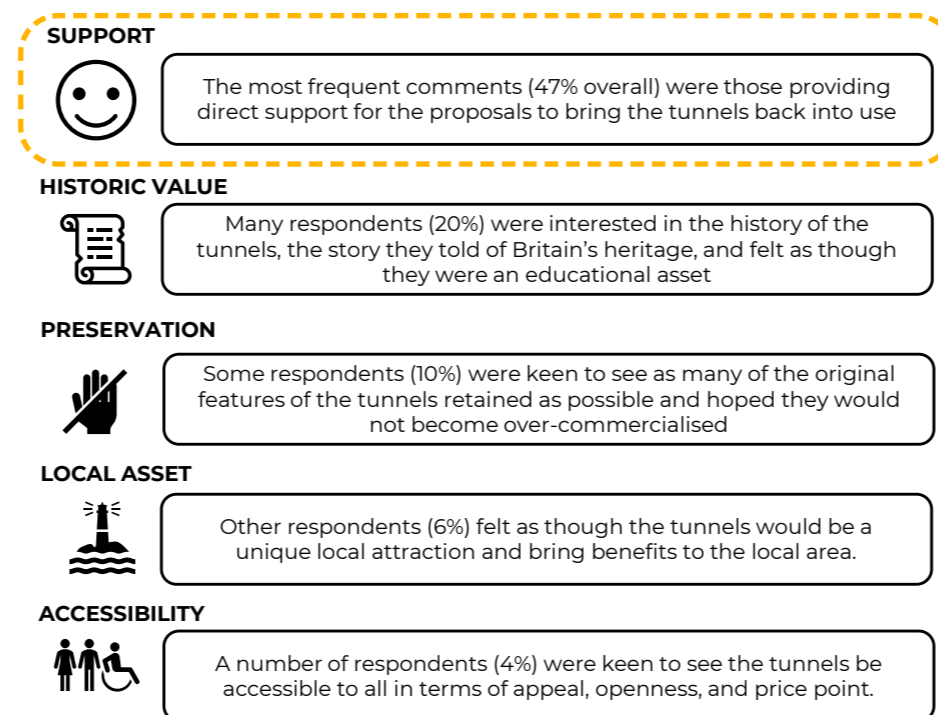 SUPPORT
The most frequent comments (47% overall) were those providing
direct support for the proposals to bring the tunnels back into use
HISTORIC VALUE
Many respondents (20%) were interested in the history of the
tunnels, the story they told of Britain’s heritage, and felt as though
they were an educational asset
PRESERVATION
Some respondents (10%) were keen to see as many of the original
features of the tunnels retained as possible and hoped they would
not become over-commercialised
LOCAL ASSET
Other respondents (6%) felt as though the tunnels would be a
unique local attraction and bring benefits to the local area.
ACCESSIBILITY
A number of respondents (4%) were keen to see the tunnels be
accessible to all in terms of appeal, openness, and price point.